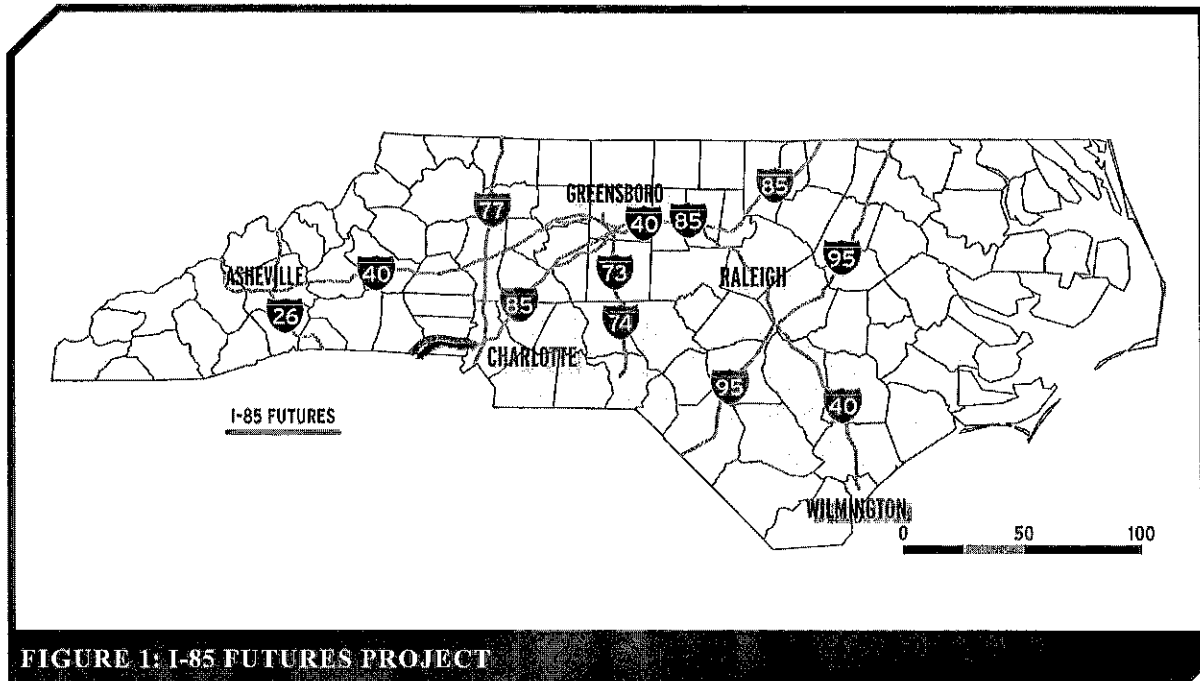 GREENSBORO
77
85
40
85
95
ASHEVILLE
40
73
RALEIGH
26
85
74
CHARLOTTE
95
40
I-85 FUTURES
WILMINGTON
0 50 100
FIGURE 1: I-85 FUTURES PROJECT